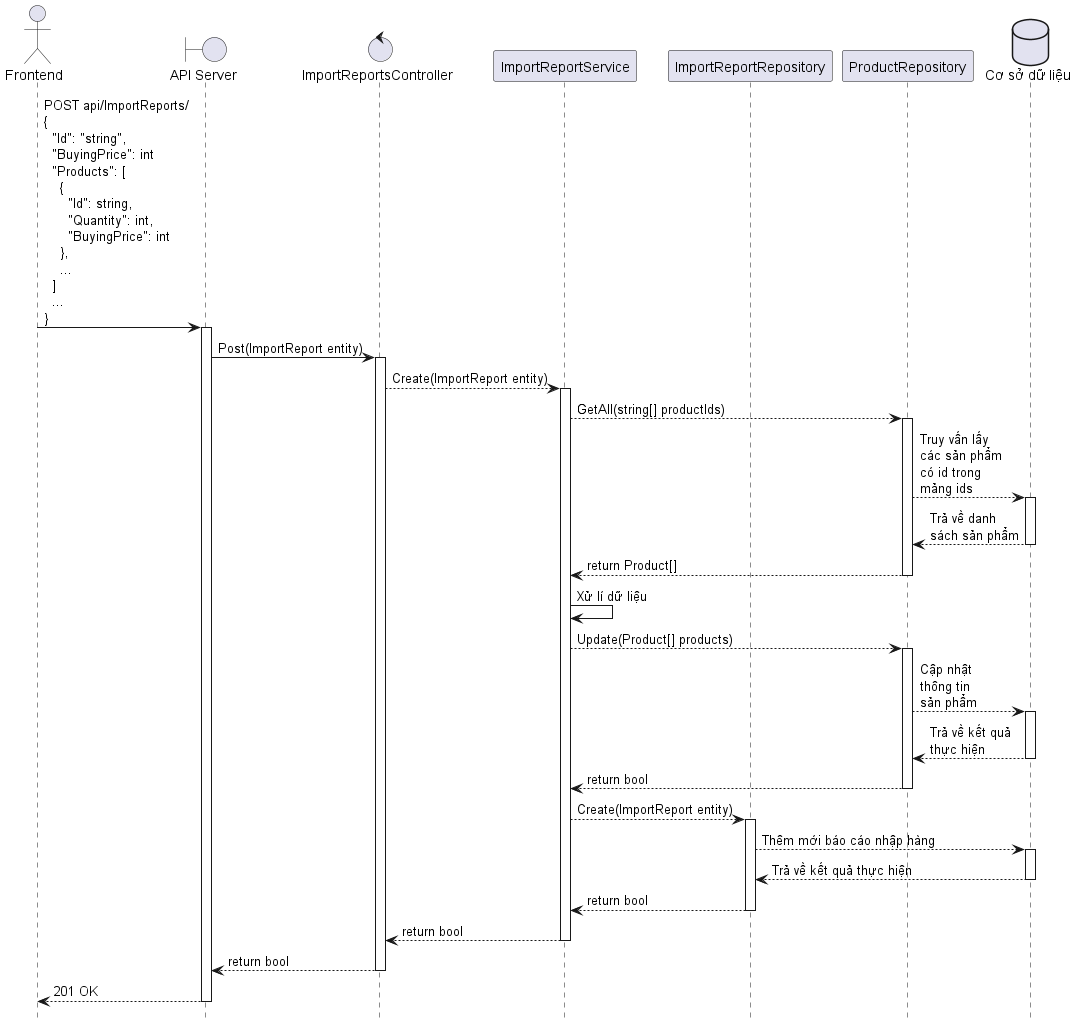 Frontend
API Server
ImportReportsController
ImportReportService
ImportReportRepository
ProductRepository
Cơ sở dữ liệu
POST api/ImportReports/
{
"Id": "string",
"BuyingPrice": int
"Products": [
{
"Id": string,
"Quantity": int,
"BuyingPrice": int
},
...
]
...
}
Post(ImportReport entity)
Create(ImportReport entity)
GetAll(string[] productIds)
Truy vấn lấy
các sản phẩm
có id trong
mảng ids
Trả về danh
sách sản phẩm
return Product[]
Xử lí dữ liệu
Update(Product[] products)
Cập nhật
thông tin
sản phẩm
Trả về kết quả
thực hiện
return bool
Create(ImportReport entity)
Thêm mới báo cáo nhập hàng
Trả về kết quả thực hiện
return bool
return bool
return bool
201 OK